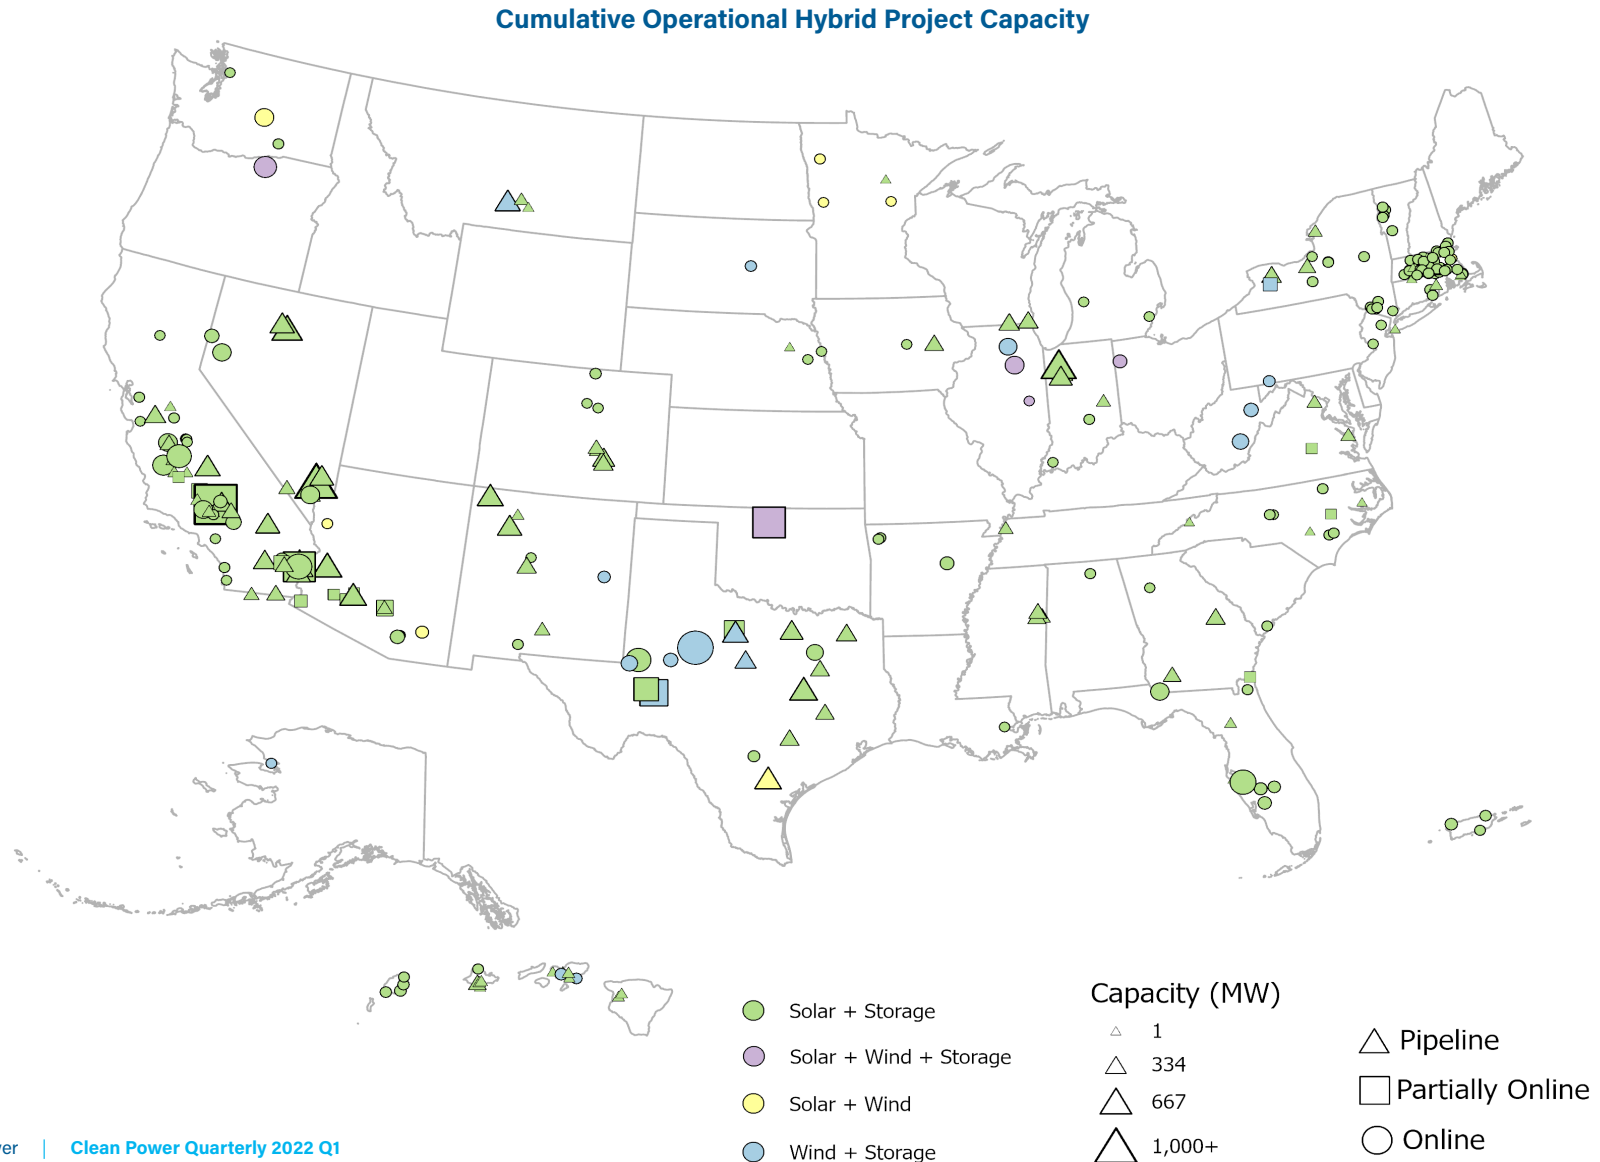 Cumulative Operational Hybrid Project Capacity
Solar + Storage
Solar + Wind + Storage
Solar + Wind
Wind + Storage
Capacity (MW)
1
334
667
1,000+
Pipeline
Partially Online
Online
ver | Clean Power Quarterly 2022 Q1